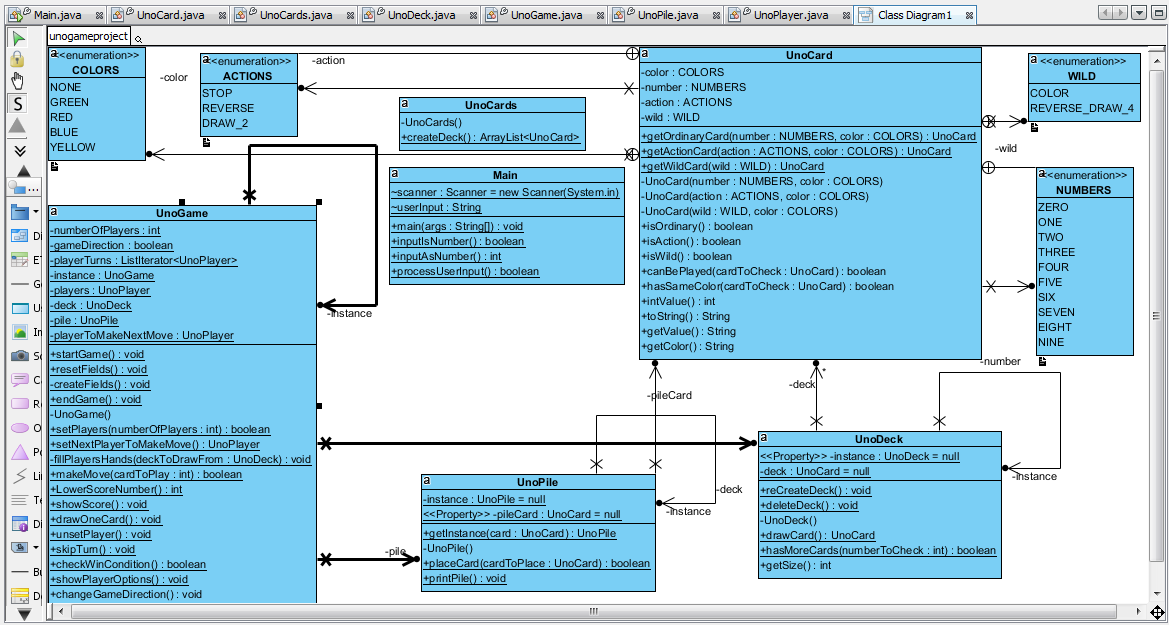 Main.java
UnoCard.java
UnoCards.java
UnoDeck.java
UnoGame.java
UnoPile.java
UnoPlayer.java
Class Diagram1
unogameproject
<<enumeration>>
COLORS
NONE
GREEN
RED
BLUE
YELLOW
-color
<<enumeration>>
ACTIONS
STOP
REVERSE
DRAW_2
-action
UnoCards
-UnoCards()
+createDeck() : ArrayList<UnoCard>
Main
~scanner : Scanner = new Scanner(System.in)
~userInput : String
+main(args : String[]) : void
+inputIsNumber() : boolean
+inputAsNumber() : int
+processUserInput() : boolean
UnoCard
-color : COLORS
-number : NUMBERS
-action : ACTIONS
-wild : WILD
+getOrdinaryCard(number : NUMBERS, color : COLORS) : UnoCard
+getActionCard(action : ACTIONS, color : COLORS) : UnoCard
+getWildCard(wild : WILD) : UnoCard
-UnoCard(number : NUMBERS, color : COLORS)
-UnoCard(action : ACTIONS, color : COLORS)
-UnoCard(wild : WILD, color : COLORS)
+isOrdinary() : boolean
+isAction() : boolean
+isWild() : boolean
+canBePlayed(cardToCheck : UnoCard) : boolean
+hasSameColor(cardToCheck : UnoCard) : boolean
+intValue() : int
+toString() : String
+getValue() : String
+getColor() : String
<<enumeration>>
WILD
COLOR
REVERSE_DRAW_4
-wild
<<enumeration>>
NUMBERS
ZERO
ONE
TWO
THREE
FOUR
FIVE
SIX
SEVEN
EIGHT
NINE
-number
UnoGame
-numberOfPlayers : int
-gameDirection : boolean
-playerTurns : ListIterator<UnoPlayer>
-instance : UnoGame
-players : UnoPlayer
-deck : UnoDeck
-pile : UnoPile
-playerToMakeNextMove : UnoPlayer
+startGame() : void
+resetFields() : void
-createFields() : void
+endGame() : void
-UnoGame()
+setPlayers(numberOfPlayers : int) : boolean
+setNextPlayerToMakeMove() : UnoPlayer
-fillPlayersHands(deckToDrawFrom : UnoDeck) : void
+makeMove(cardToPlay : int) : boolean
+LowerScoreNumber() : int
+showScore() : void
+drawOneCard() : void
+unsetPlayer() : void
+skipTurn() : void
+checkWinCondition() : boolean
+showPlayerOptions() : void
+changeGameDirection() : void
-instance
-pileCard
-deck
*
-deck
-instance
-pile
UnoPile
-instance : UnoPile = null
<<Property>> -pileCard : UnoCard = null
+getInstance(card : UnoCard) : UnoPile
-UnoPile()
+placeCard(cardToPlace : UnoCard) : boolean
+printPile() : void
UnoDeck
<<Property>> -instance : UnoDeck = null
-deck : UnoCard = null
+reCreateDeck() : void
+deleteDeck() : void
-UnoDeck()
+drawCard() : UnoCard
+hasMoreCards(numberToCheck : int) : boolean
+getSize() : int
-instance